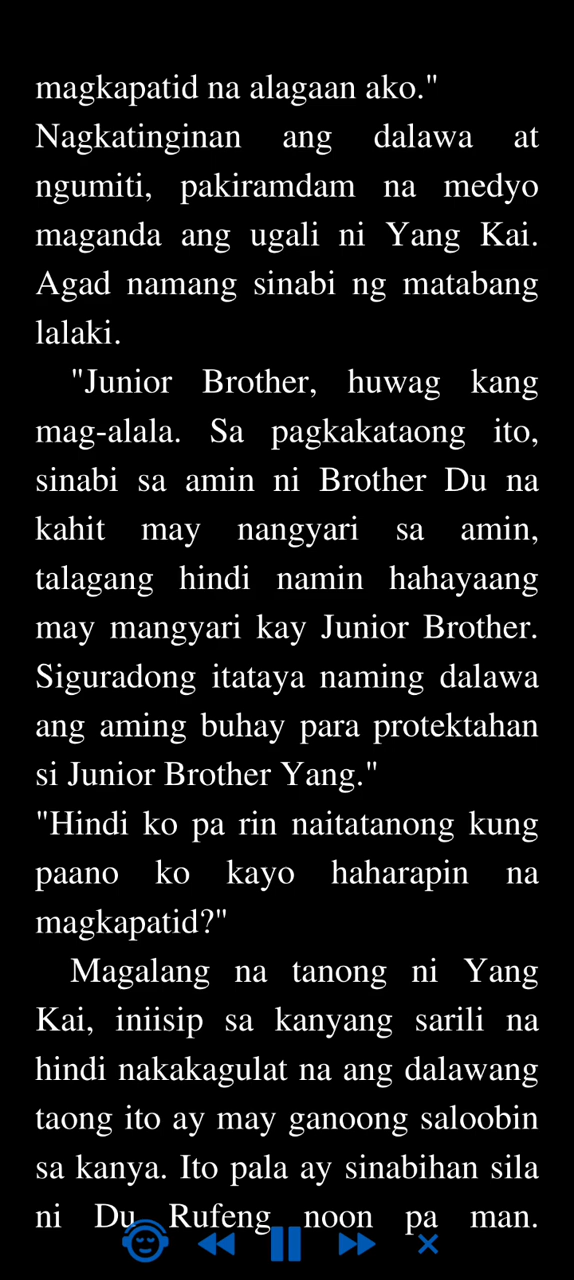 magkapatid na alagaan ako."
Nagkatinginan ang dalawa at
ngumiti, pakiramdam na medyo
maganda ang ugali ni Yang Kai.
Agad namang sinabi ng matabang
lalaki.
"Junior Brother, huwag kang
mag-alala. Sa pagkakataong ito,
sinabi sa amin ni Brother Du na
kahit may nangyari sa amin,
talagang hindi namin hahayaang
may mangyari kay Junior Brother.
Siguradong itataya naming dalawa
ang aming buhay para protektahan
si Junior Brother Yang."
"Hindi ko pa rin naitatanong kung
paano ko kayo haharapin na
magkapatid?"
Magalang na tanong ni Yang
Kai, iniisip sa kanyang sarili na
hindi nakakagulat na ang dalawang
taong ito ay may ganoong saloobin
sa kanya. Ito pala ay sinabihan sila
ni Du Rufeng noon pa man.